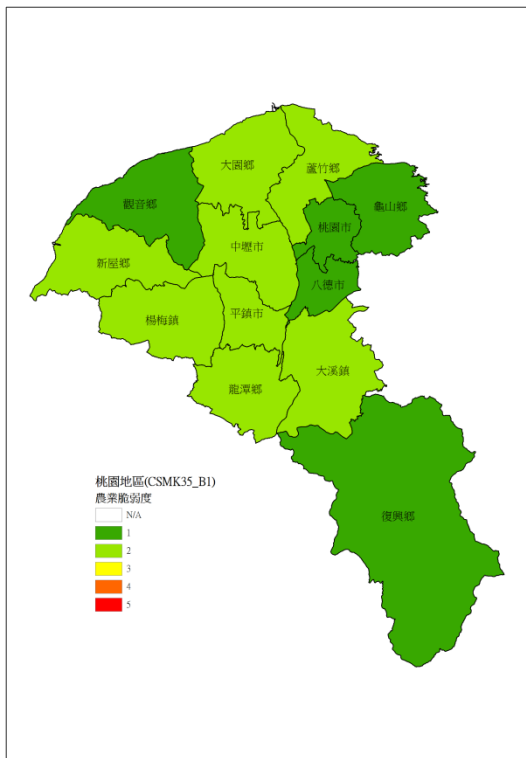 大園鄉
蘆竹鄉
觀音鄉
龜山鄉
桃園市
中壢市
新屋鄉
八德市
楊梅鎮
平鎮市
大溪鎮
龍潭鄉
復興鄉
桃園地區(CSMK35_B1)
農業脆弱度
N/A
1
2
3
4
5